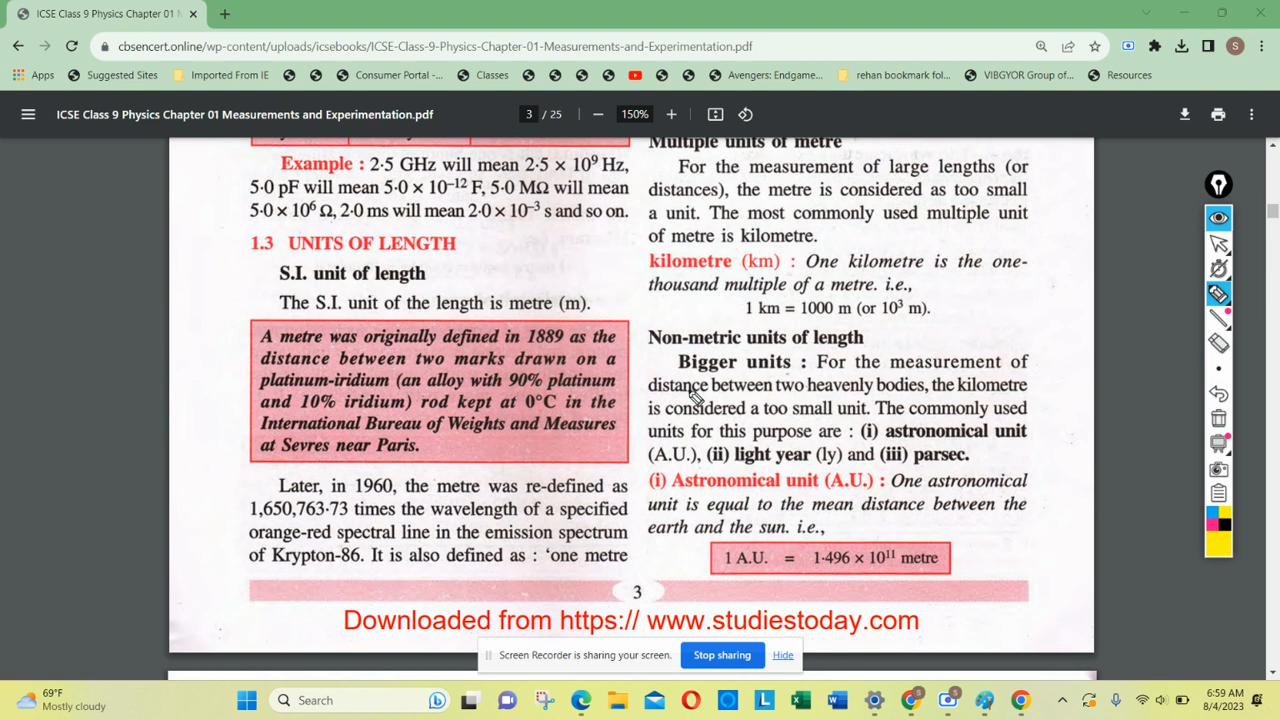 ICSE Class 9 Physics Chapter 01 M
cbsencert.online/wp-content/uploads/icsebooks/ICSE-Class-9-Physics-Chapter-01-Measurements-and-Experimentation.pdf
S
Apps
Suggested Sites
Imported From IE
Consumer Portal -...
Classes
Avengers: Endgame...
rehan bookmark fol...
VIBGYOR Group of...
Resources
ICSE Class 9 Physics Chapter 01 Measurements and Experimentation.pdf
3 / 25
150%
Example : 2·5 GHz will mean 2·5 × 10⁹ Hz,
5·0 pF will mean 5·0 × 10⁻¹² F, 5·0 MΩ will mean
5·0 × 10⁶ Ω, 2·0 ms will mean 2·0 × 10⁻³ s and so on.
1.3 UNITS OF LENGTH
S.I. unit of length
The S.I. unit of the length is metre (m).
A metre was originally defined in 1889 as the
distance between two marks drawn on a
platinum-iridium (an alloy with 90% platinum
and 10% iridium) rod kept at 0°C in the
International Bureau of Weights and Measures
at Sevres near Paris.
Later, in 1960, the metre was re-defined as
1,650,763·73 times the wavelength of a specified
orange-red spectral line in the emission spectrum
of Krypton-86. It is also defined as : ‘one metre
Multiple units of metre
For the measurement of large lengths (or
distances), the metre is considered as too small
a unit. The most commonly used multiple unit
of metre is kilometre.
kilometre (km) : One kilometre is the one-
thousand multiple of a metre. i.e.,
1 km = 1000 m (or 10³ m).
Non-metric units of length
Bigger units : For the measurement of
distance between two heavenly bodies, the kilometre
is considered a too small unit. The commonly used
units for this purpose are : (i) astronomical unit
(A.U.), (ii) light year (ly) and (iii) parsec.
(i) Astronomical unit (A.U.) : One astronomical
unit is equal to the mean distance between the
earth and the sun. i.e.,
1 A.U. = 1·496 × 10¹¹ metre
3
Downloaded from https:// www.studiestoday.com
Screen Recorder is sharing your screen.
Stop sharing
Hide
69°F
Mostly cloudy
Search
6:59 AM
8/4/2023